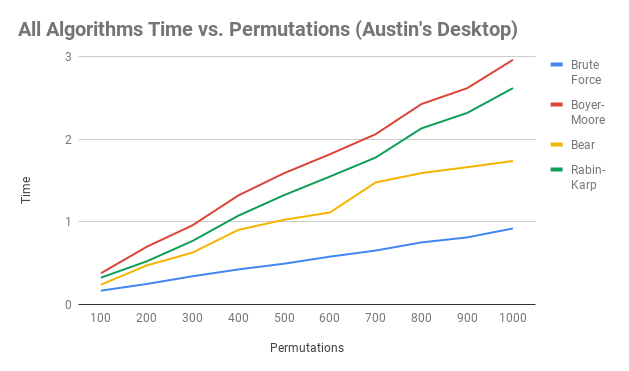 All Algorithms Time vs. Permutations (Austin's Desktop)
3
2
1
0
Time
100 200 300 400 500 600 700 800 900 1000
Permutations
Brute
Force
Boyer-
Moore
Bear
Rabin-
Karp